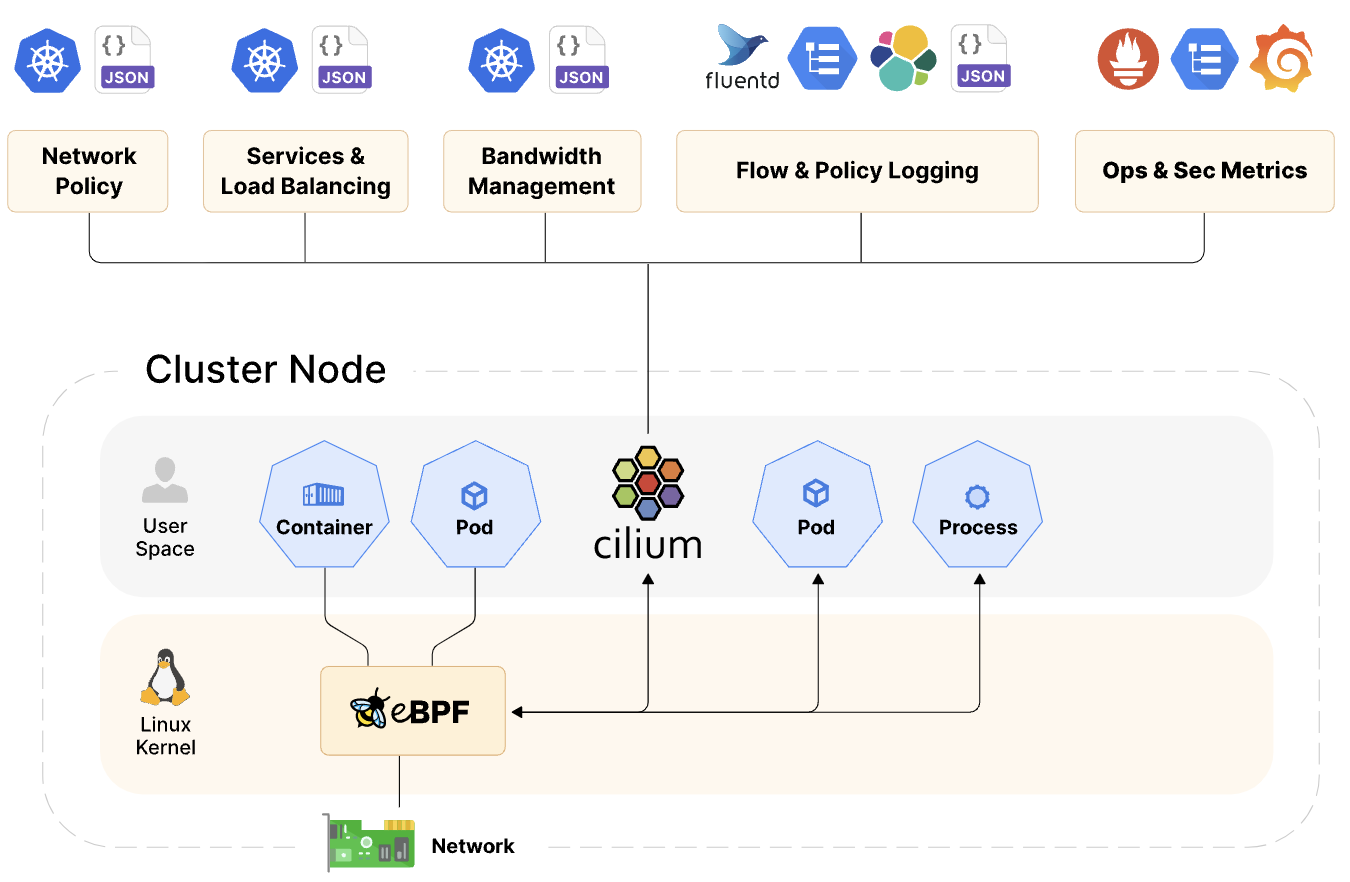 {} JSON
{} JSON
{} JSON
fluentd
{} JSON
Network
Policy
Services &
Load Balancing
Bandwidth
Management
Flow & Policy Logging
Ops & Sec Metrics
Cluster Node
User
Space
Container
Pod
cilium
Pod
Process
Linux
Kernel
eBPF
Network